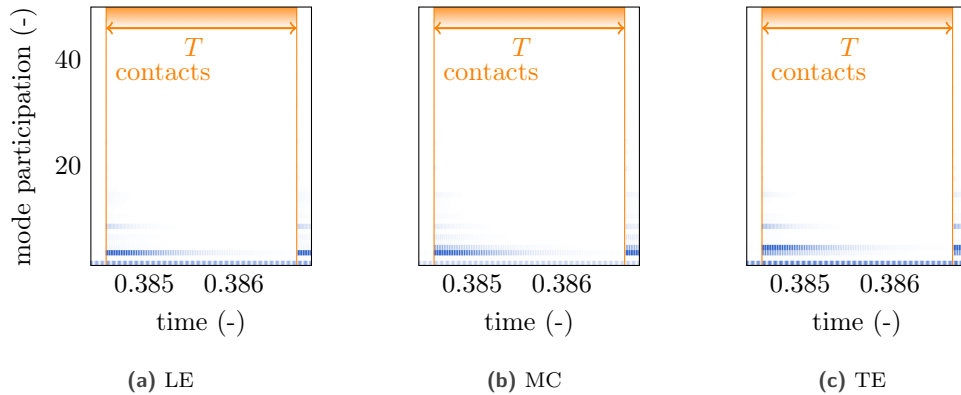 mode participation (-)
40
20
T
contacts
T
contacts
T
contacts
0.385 0.386
0.385 0.386
0.385 0.386
time (-)
time (-)
time (-)
(a) LE
(b) MC
(c) TE